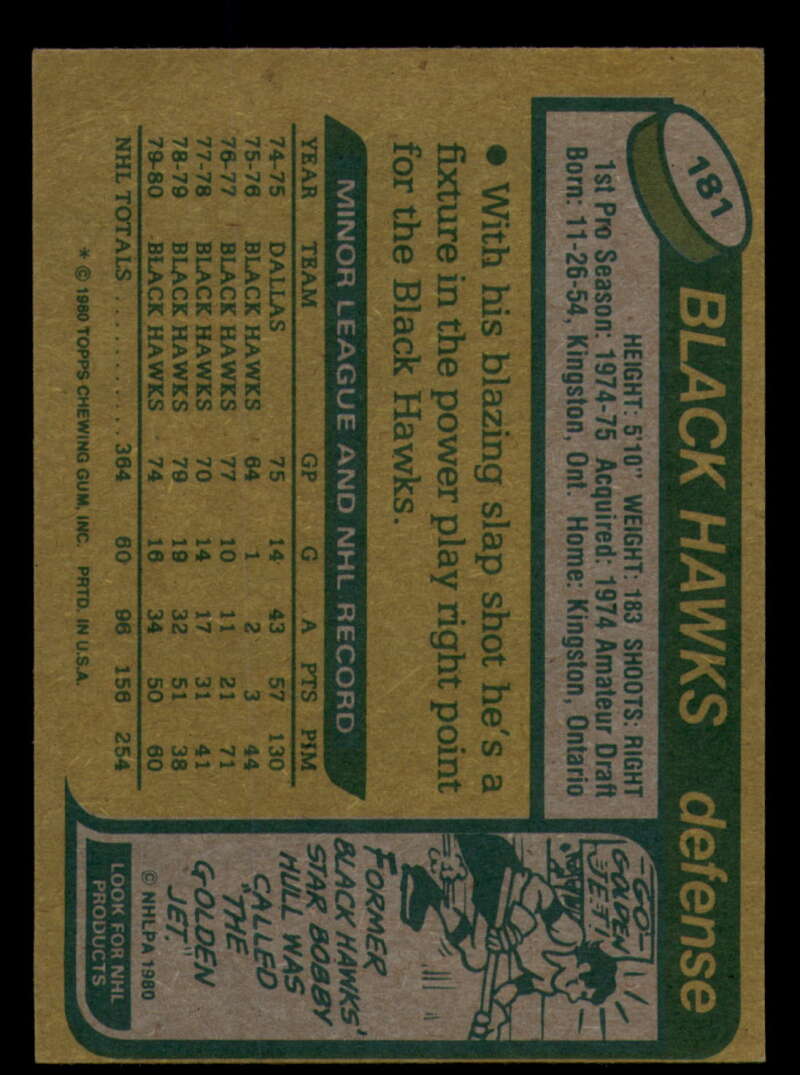 181
BLACK HAWKS defense
HEIGHT: 5'10" WEIGHT: 183 SHOOTS: RIGHT
1st Pro Season: 1974-75 Acquired: 1974 Amateur Draft
Born: 11-26-54, Kingston, Ont. Home: Kingston, Ontario
• With his blazing slap shot he's a
fixture in the power play right point
for the Black Hawks.
MINOR LEAGUE AND NHL RECORD
YEAR TEAM GP G A PTS PIM
74-75 DALLAS 75 14 43 57 130
75-76 BLACK HAWKS 64 1 2 3 44
76-77 BLACK HAWKS 77 10 11 21 71
77-78 BLACK HAWKS 70 14 17 31 41
78-79 BLACK HAWKS 79 19 32 51 38
79-80 BLACK HAWKS 74 16 34 50 60
NHL TOTALS ........... 364 60 96 156 254
* © 1980 TOPPS CHEWING GUM, INC. PRTD. IN U.S.A.
-GO-
GOLDEN
JET!
FORMER
BLACK HAWKS'
STAR BOBBY
HULL WAS
CALLED
"THE
GOLDEN
JET."
© NHLPA 1980
LOOK FOR NHL
PRODUCTS